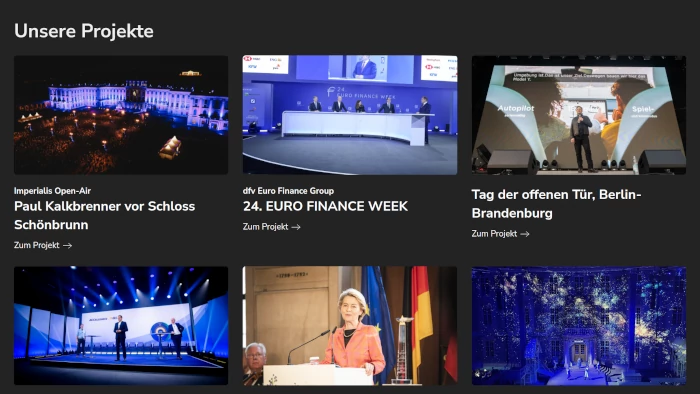 Unsere Projekte
24.
EURO FINANCE WEEK
Autopilot
Spiel-
Imperialis Open-Air
Paul Kalkbrenner vor Schloss
Schönbrunn
Zum Projekt →
dfv Euro Finance Group
24. EURO FINANCE WEEK
Zum Projekt →
Tag der offenen Tür, Berlin-
Brandenburg
Zum Projekt →